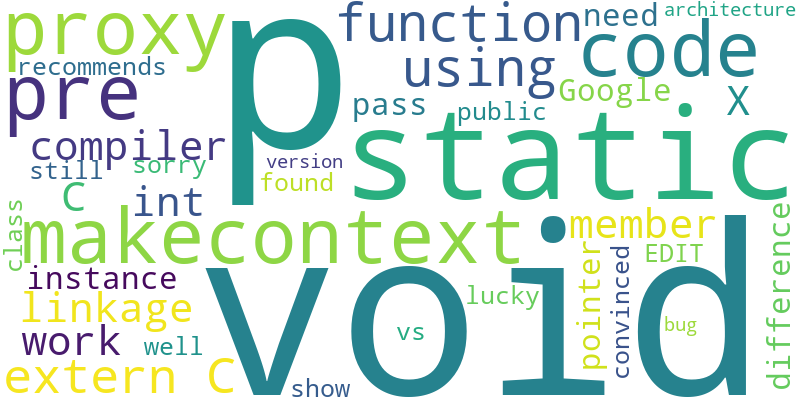 proxy
function
need
architecture
recommends
p
using
code
pre
pass
public
Google
X
compiler
version
static
still
sorry
found
C
int
class
makecontext
member
EDIT
difference
instance
void
pointer
convinced
linkage
lucky
work
well
vs
bug
extern C
show